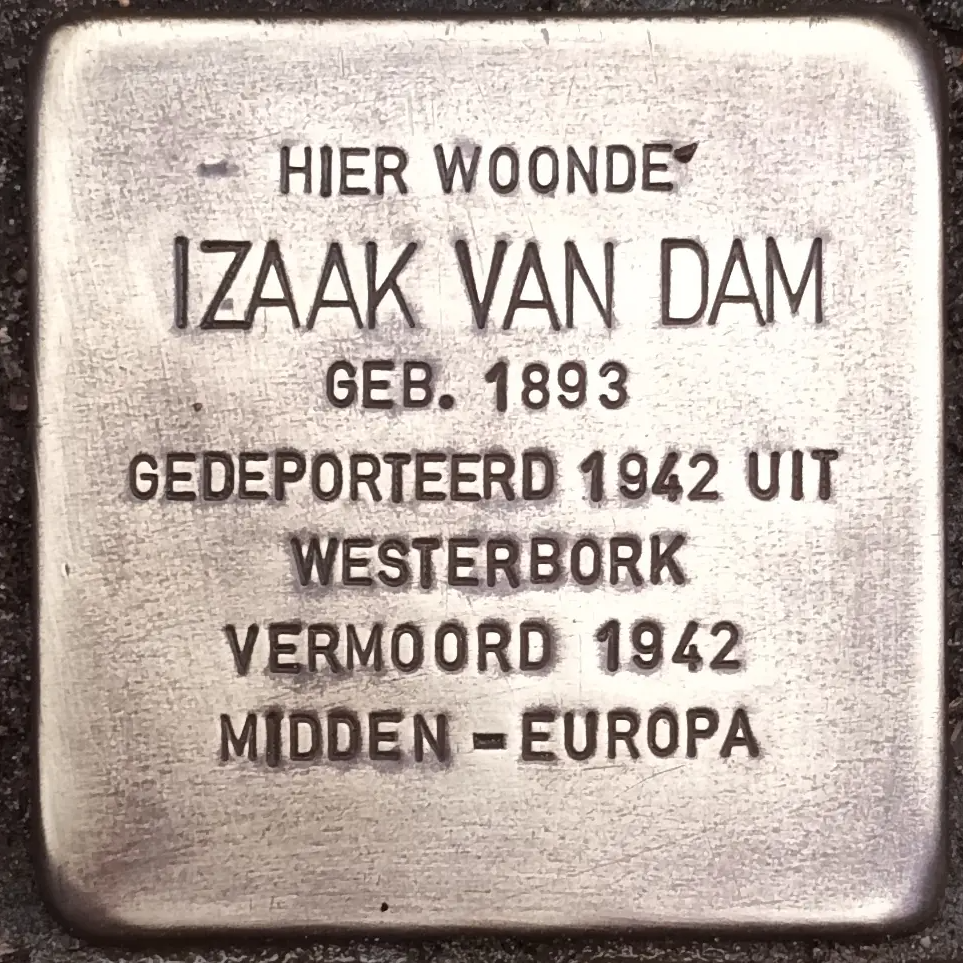 HIER WOONDE
IZAAK VAN DAM
GEB. 1893
GEDEPORTEERD 1942 UIT
WESTERBORK
VERMOORD 1942
MIDDEN - EUROPA